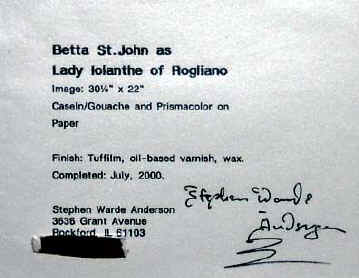 Betta St.John as
Lady Iolanthe of Rogliano
Image: 30¼" x 22"
Casein/Gouache and Prismacolor on
Paper
Finish: Tuffilm, oil-based varnish, wax.
Completed: July, 2000.
Stephen Warde Anderson
3636 Grant Avenue
Rockford IL 61103
Stephen Warde
Anderson